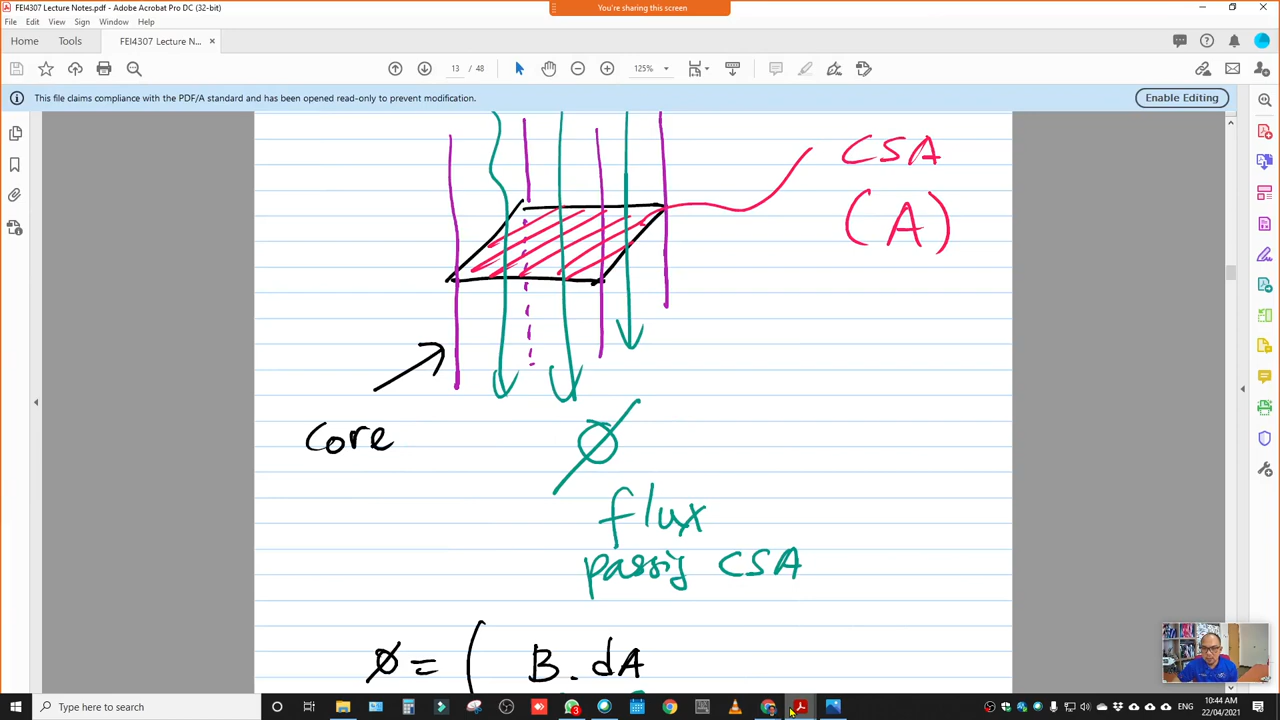 FEI4307 Lecture Notes.pdf - Adobe Acrobat Pro DC (32-bit)
You're sharing this screen
File Edit View Sign Window Help
Home Tools FEI4307 Lecture N... ×
13 / 48 125%
This file claims compliance with the PDF/A standard and has been opened read-only to prevent modification. Enable Editing
CSA
(A)
core
Ø
flux
passig CSA
Ø = ( B. dA
Type here to search
3
10:44 AM
22/04/2021